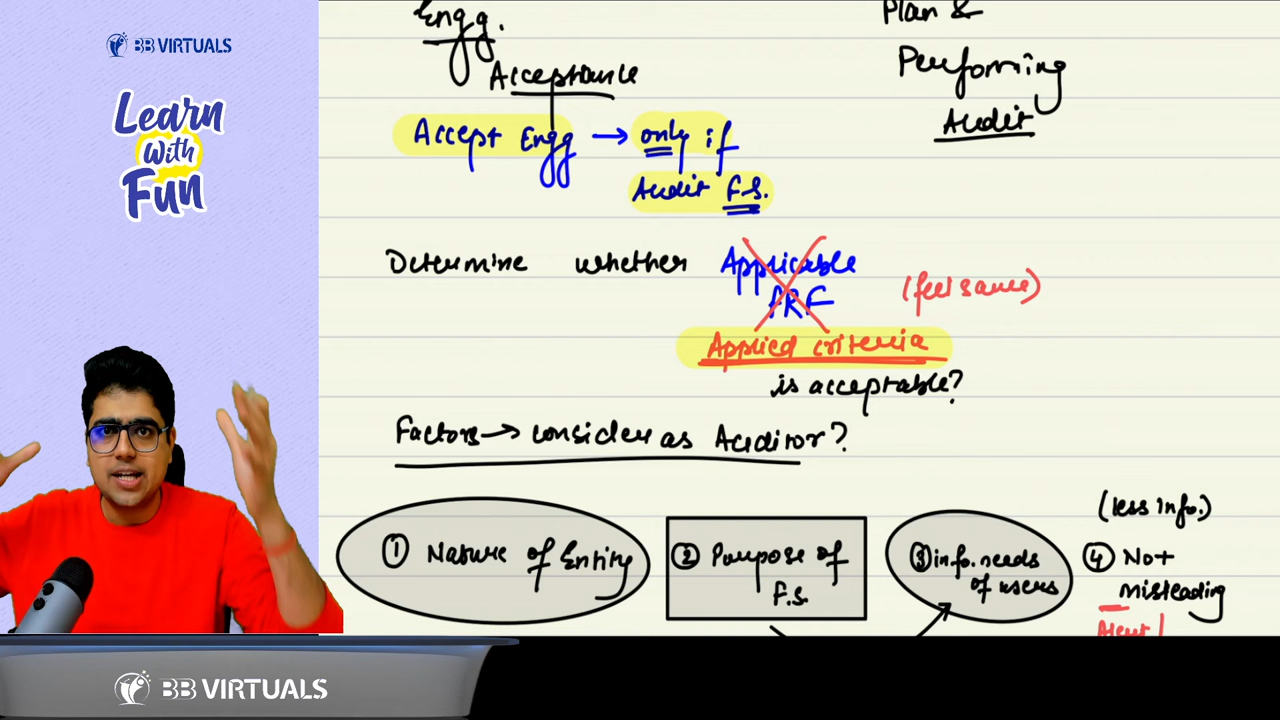 BB VIRTUALS
Learn
With
Fun
Engg.
Acceptance
Plan &
Performing
Audit
Accept Engg → only if
Audit F.S.
Determine whether Applicable
FRF
(feel same)
Applied criteria
is acceptable?
Factors → consider as Auditor?
① Nature of Entity
② Purpose of
F.S.
③ info. needs
of users
(less info.)
④ Not
misleading
Alert!
BB VIRTUALS